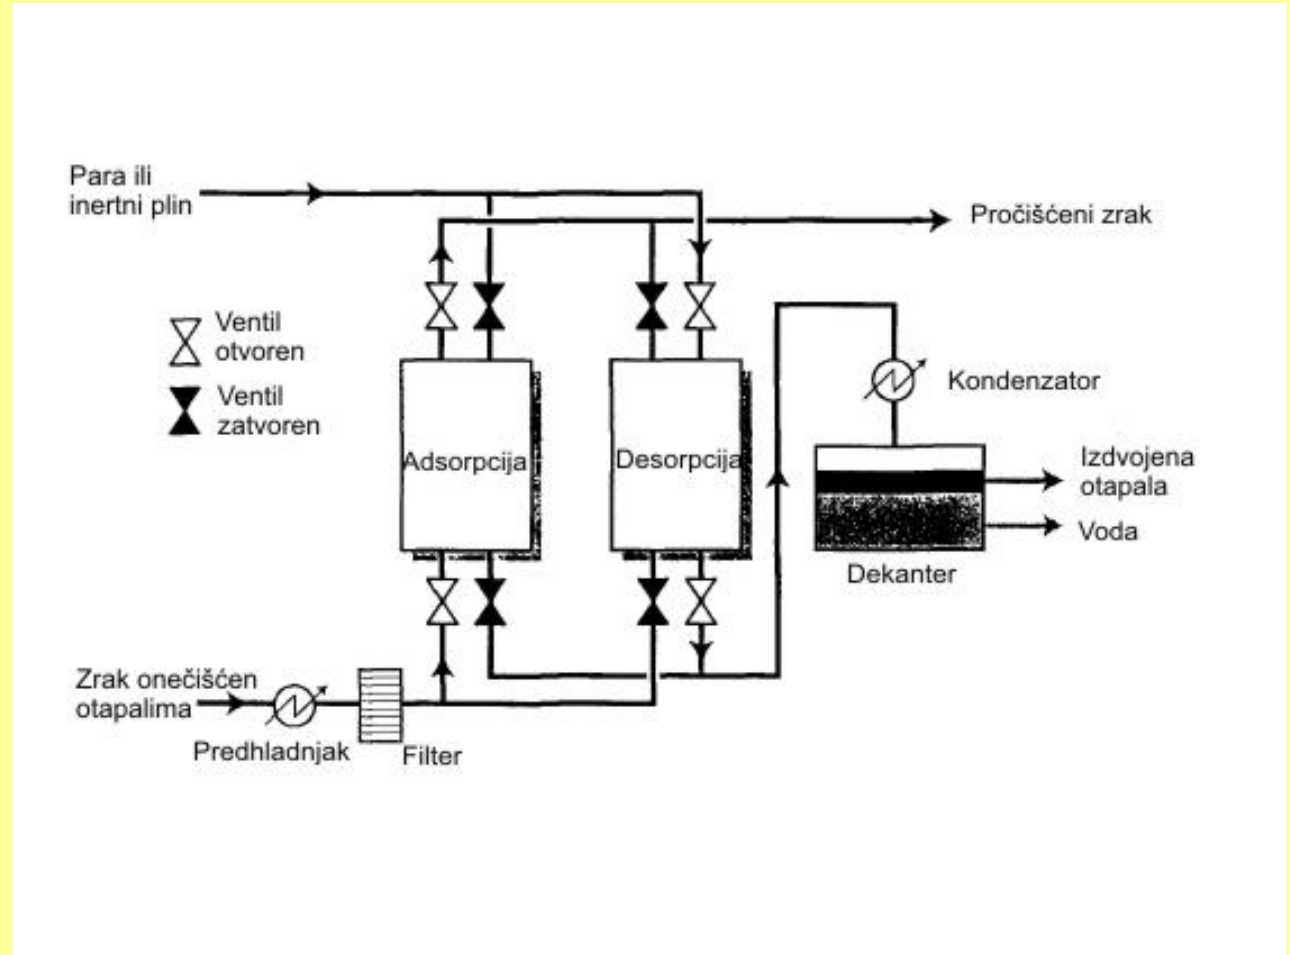 Para ili
inertni plin
Pročišćeni zrak
Ventil
otvoren
Ventil
zatvoren
Kondenzator
Adsorpcija
Desorpcija
Izdvojena
otapala
Voda
Dekanter
Zrak onečišćen
otapalima
Predhladnjak
Filter